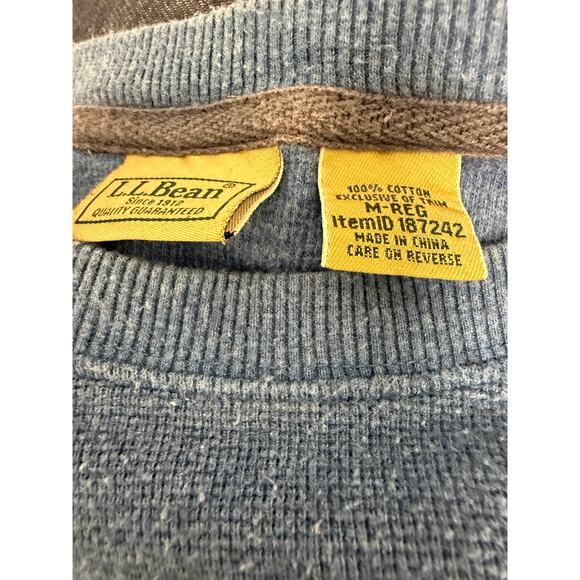 L.L.Bean®
Since 1912
QUALITY GUARANTEED
100% COTTON
EXCLUSIVE OF TRIM
M-REG
ItemID 187242
MADE IN CHINA
CARE ON REVERSE